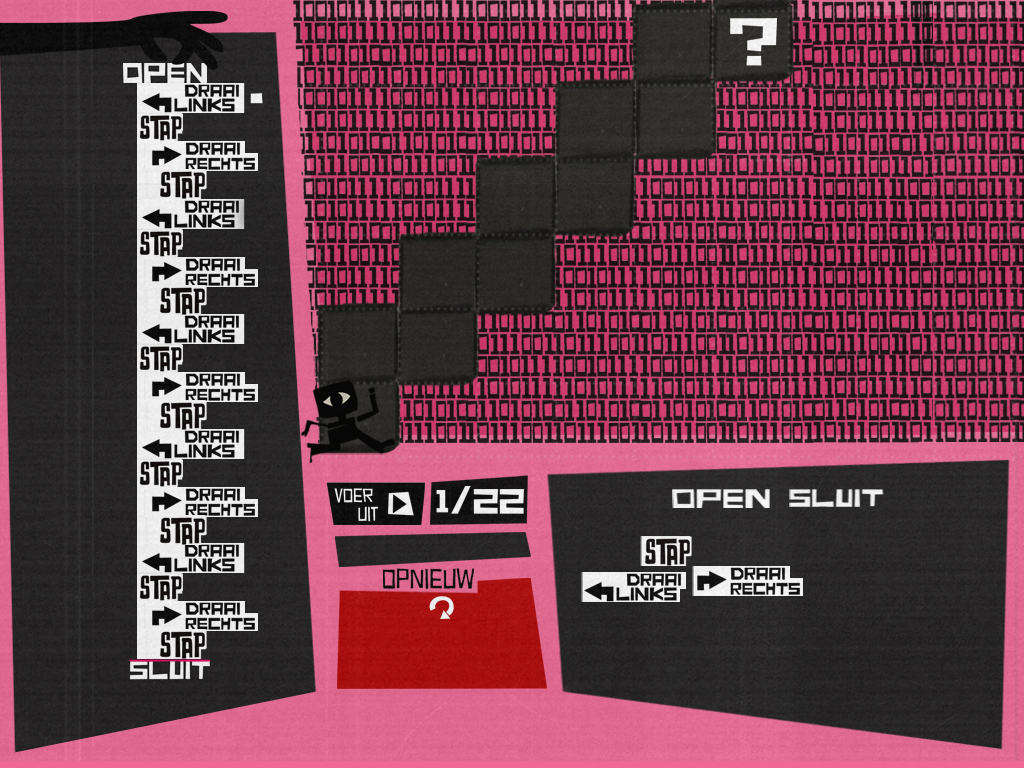 OPEN
DRAAI
LINKS
STAP
DRAAI
RECHTS
STAP
DRAAI
LINKS
STAP
DRAAI
RECHTS
STAP
DRAAI
LINKS
STAP
DRAAI
RECHTS
STAP
DRAAI
LINKS
STAP
DRAAI
RECHTS
STAP
DRAAI
LINKS
STAP
DRAAI
RECHTS
STAP
SLUIT
?
VOER
UIT
1/22
OPNIEUW
OPEN SLUIT
STAP
DRAAI
LINKS
DRAAI
RECHTS